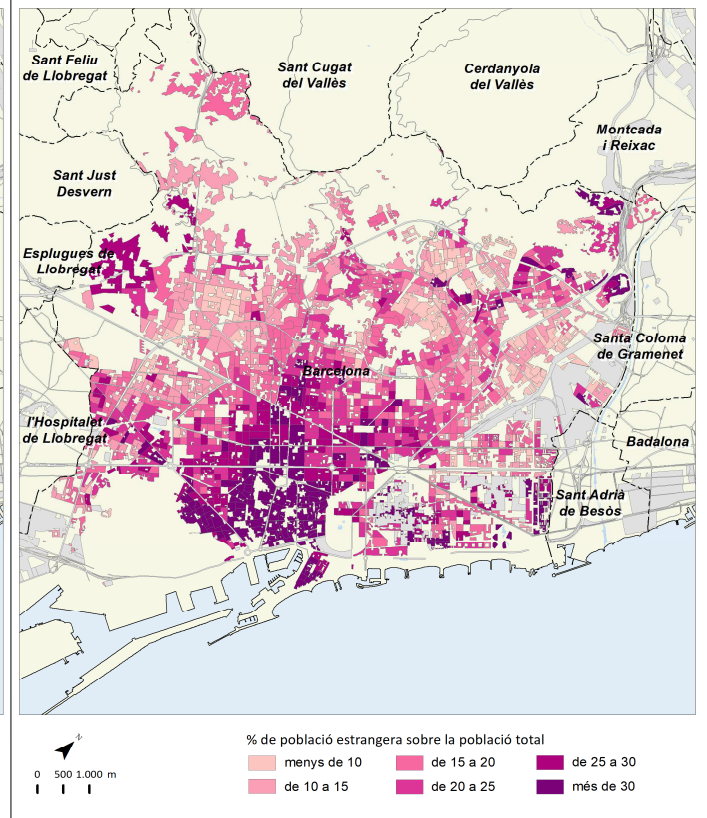 Sant Feliu
de Llobregat
Sant Cugat
del Vallès
Cerdanyola
del Vallès
Montcada
i Reixac
Sant Just
Desvern
Esplugues de
Llobregat
Santa Coloma
de Gramenet
Barcelona
l'Hospitalet
de Llobregat
Badalona
Sant Adrià
de Besòs
N
0 500 1.000 m
% de població estrangera sobre la població total
menys de 10
de 15 a 20
de 25 a 30
de 10 a 15
de 20 a 25
més de 30